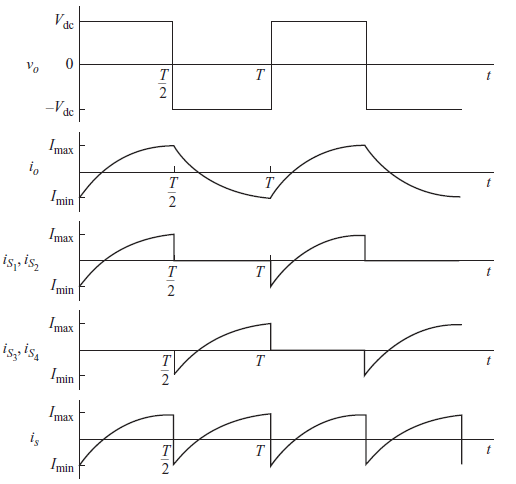 V_dc
v_o 0 T/2 T t
–V_dc
I_max
i_o T/2 T t
I_min
I_max
i_S1, i_S2 T/2 T t
I_min
I_max
i_S3, i_S4 T/2 T t
I_min
I_max
i_s T/2 T t
I_min